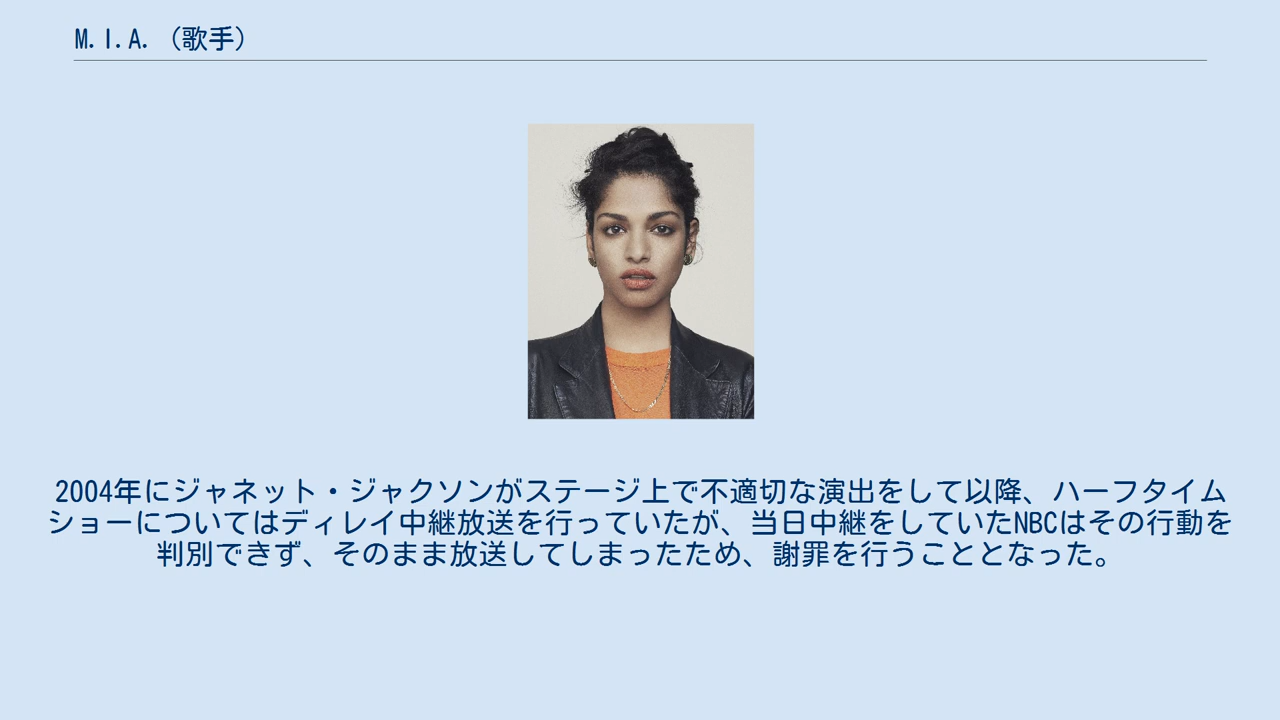 M.I.A.（歌手）
2004年にジャネット・ジャクソンがステージ上で不適切な演出をして以降、ハーフタイム
ショーについてはディレイ中継放送を行っていたが、当日中継をしていたNBCはその行動を
判別できず、そのまま放送してしまったため、謝罪を行うこととなった。